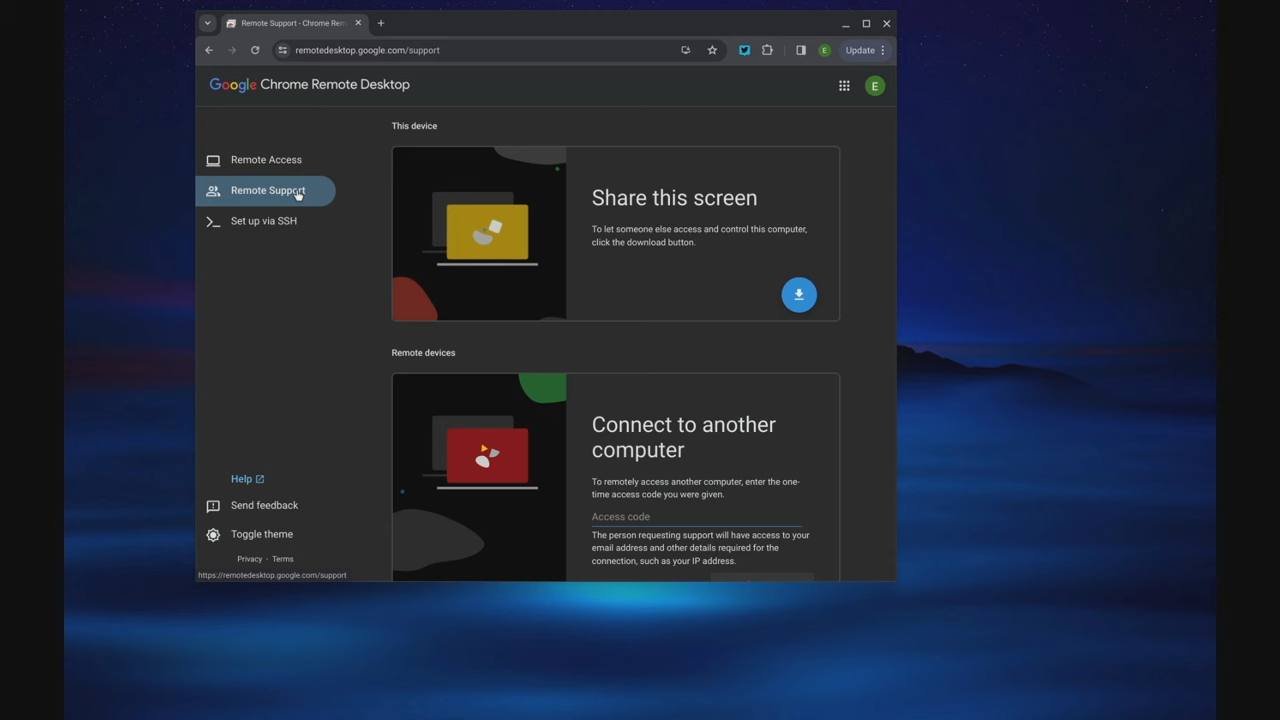 Remote Support - Chrome Rem
remotedesktop.google.com/support
E
Update
Google Chrome Remote Desktop
E
Remote Access
Remote Support
Set up via SSH
Help
Send feedback
Toggle theme
Privacy · Terms
https://remotedesktop.google.com/support
This device
Share this screen
To let someone else access and control this computer,
click the download button.
Remote devices
Connect to another
computer
To remotely access another computer, enter the one-
time access code you were given.
Access code
The person requesting support will have access to your
email address and other details required for the
connection, such as your IP address.